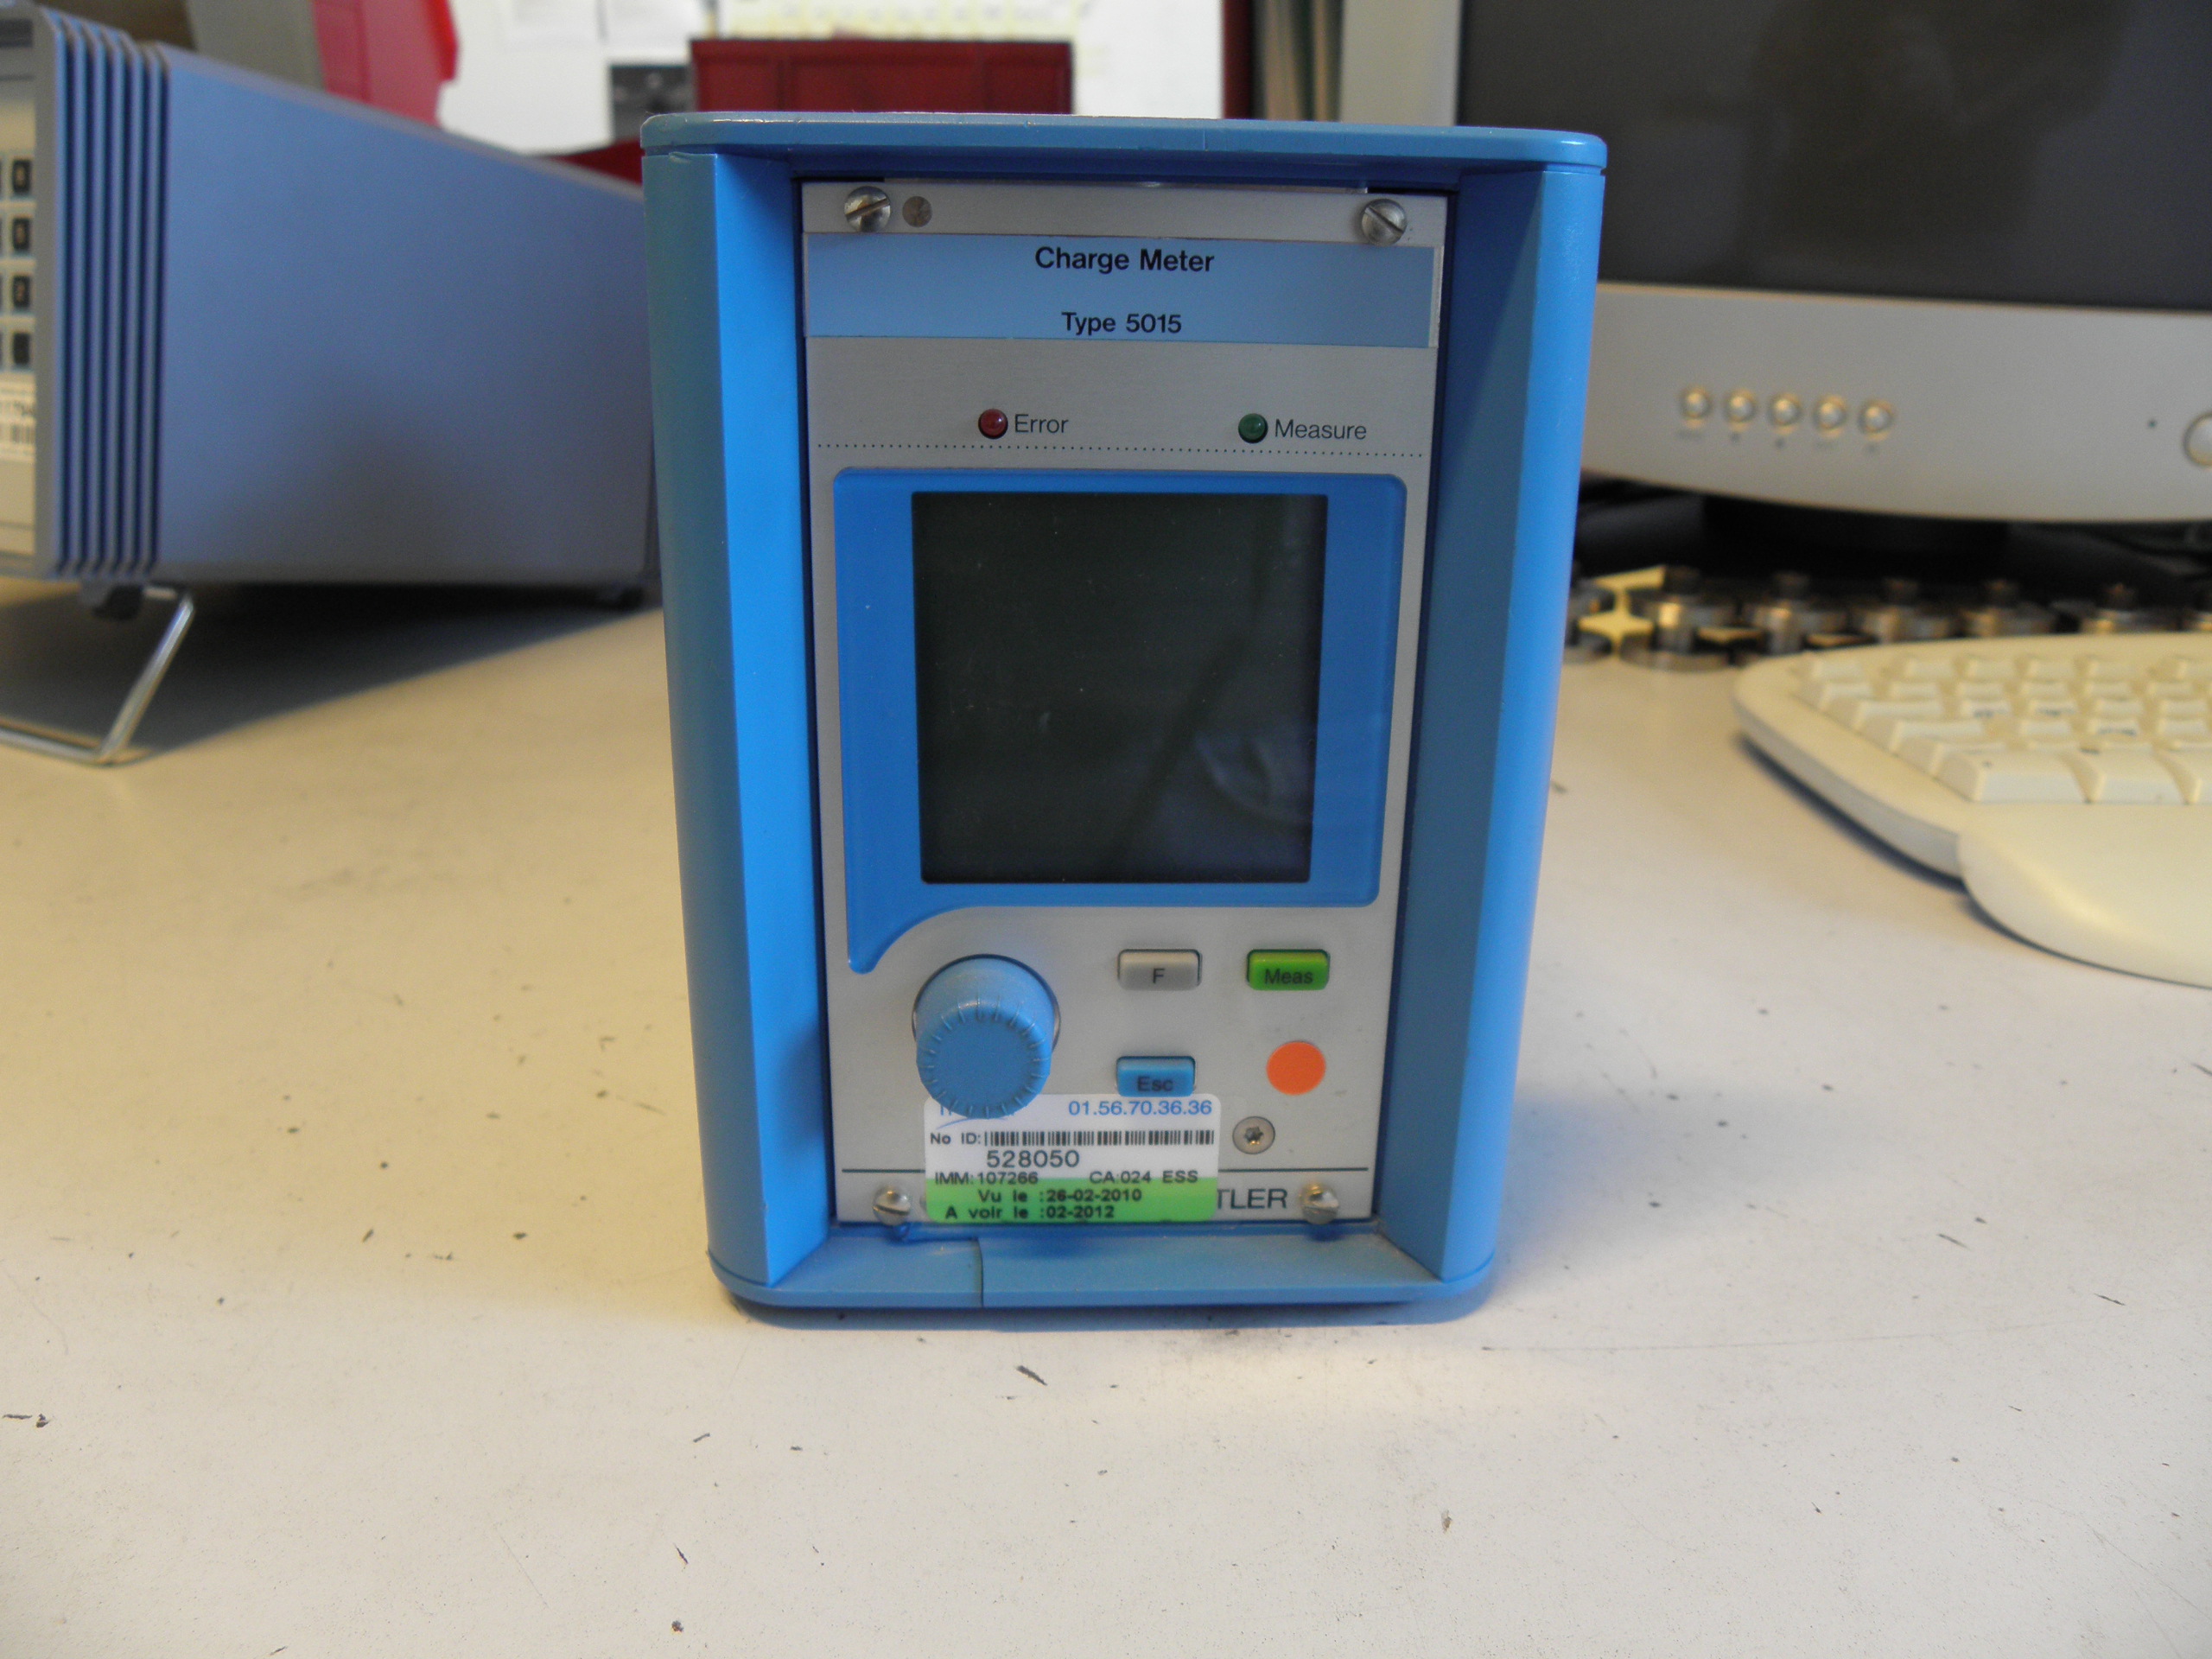 Charge Meter
Type 5015
Error
Measure
F
Meas
Esc
01.56.70.36.36
No ID:
528050
IMM:107266 CA:024 ESS
Vu le :26-02-2010
A voir le :02-2012
TLER